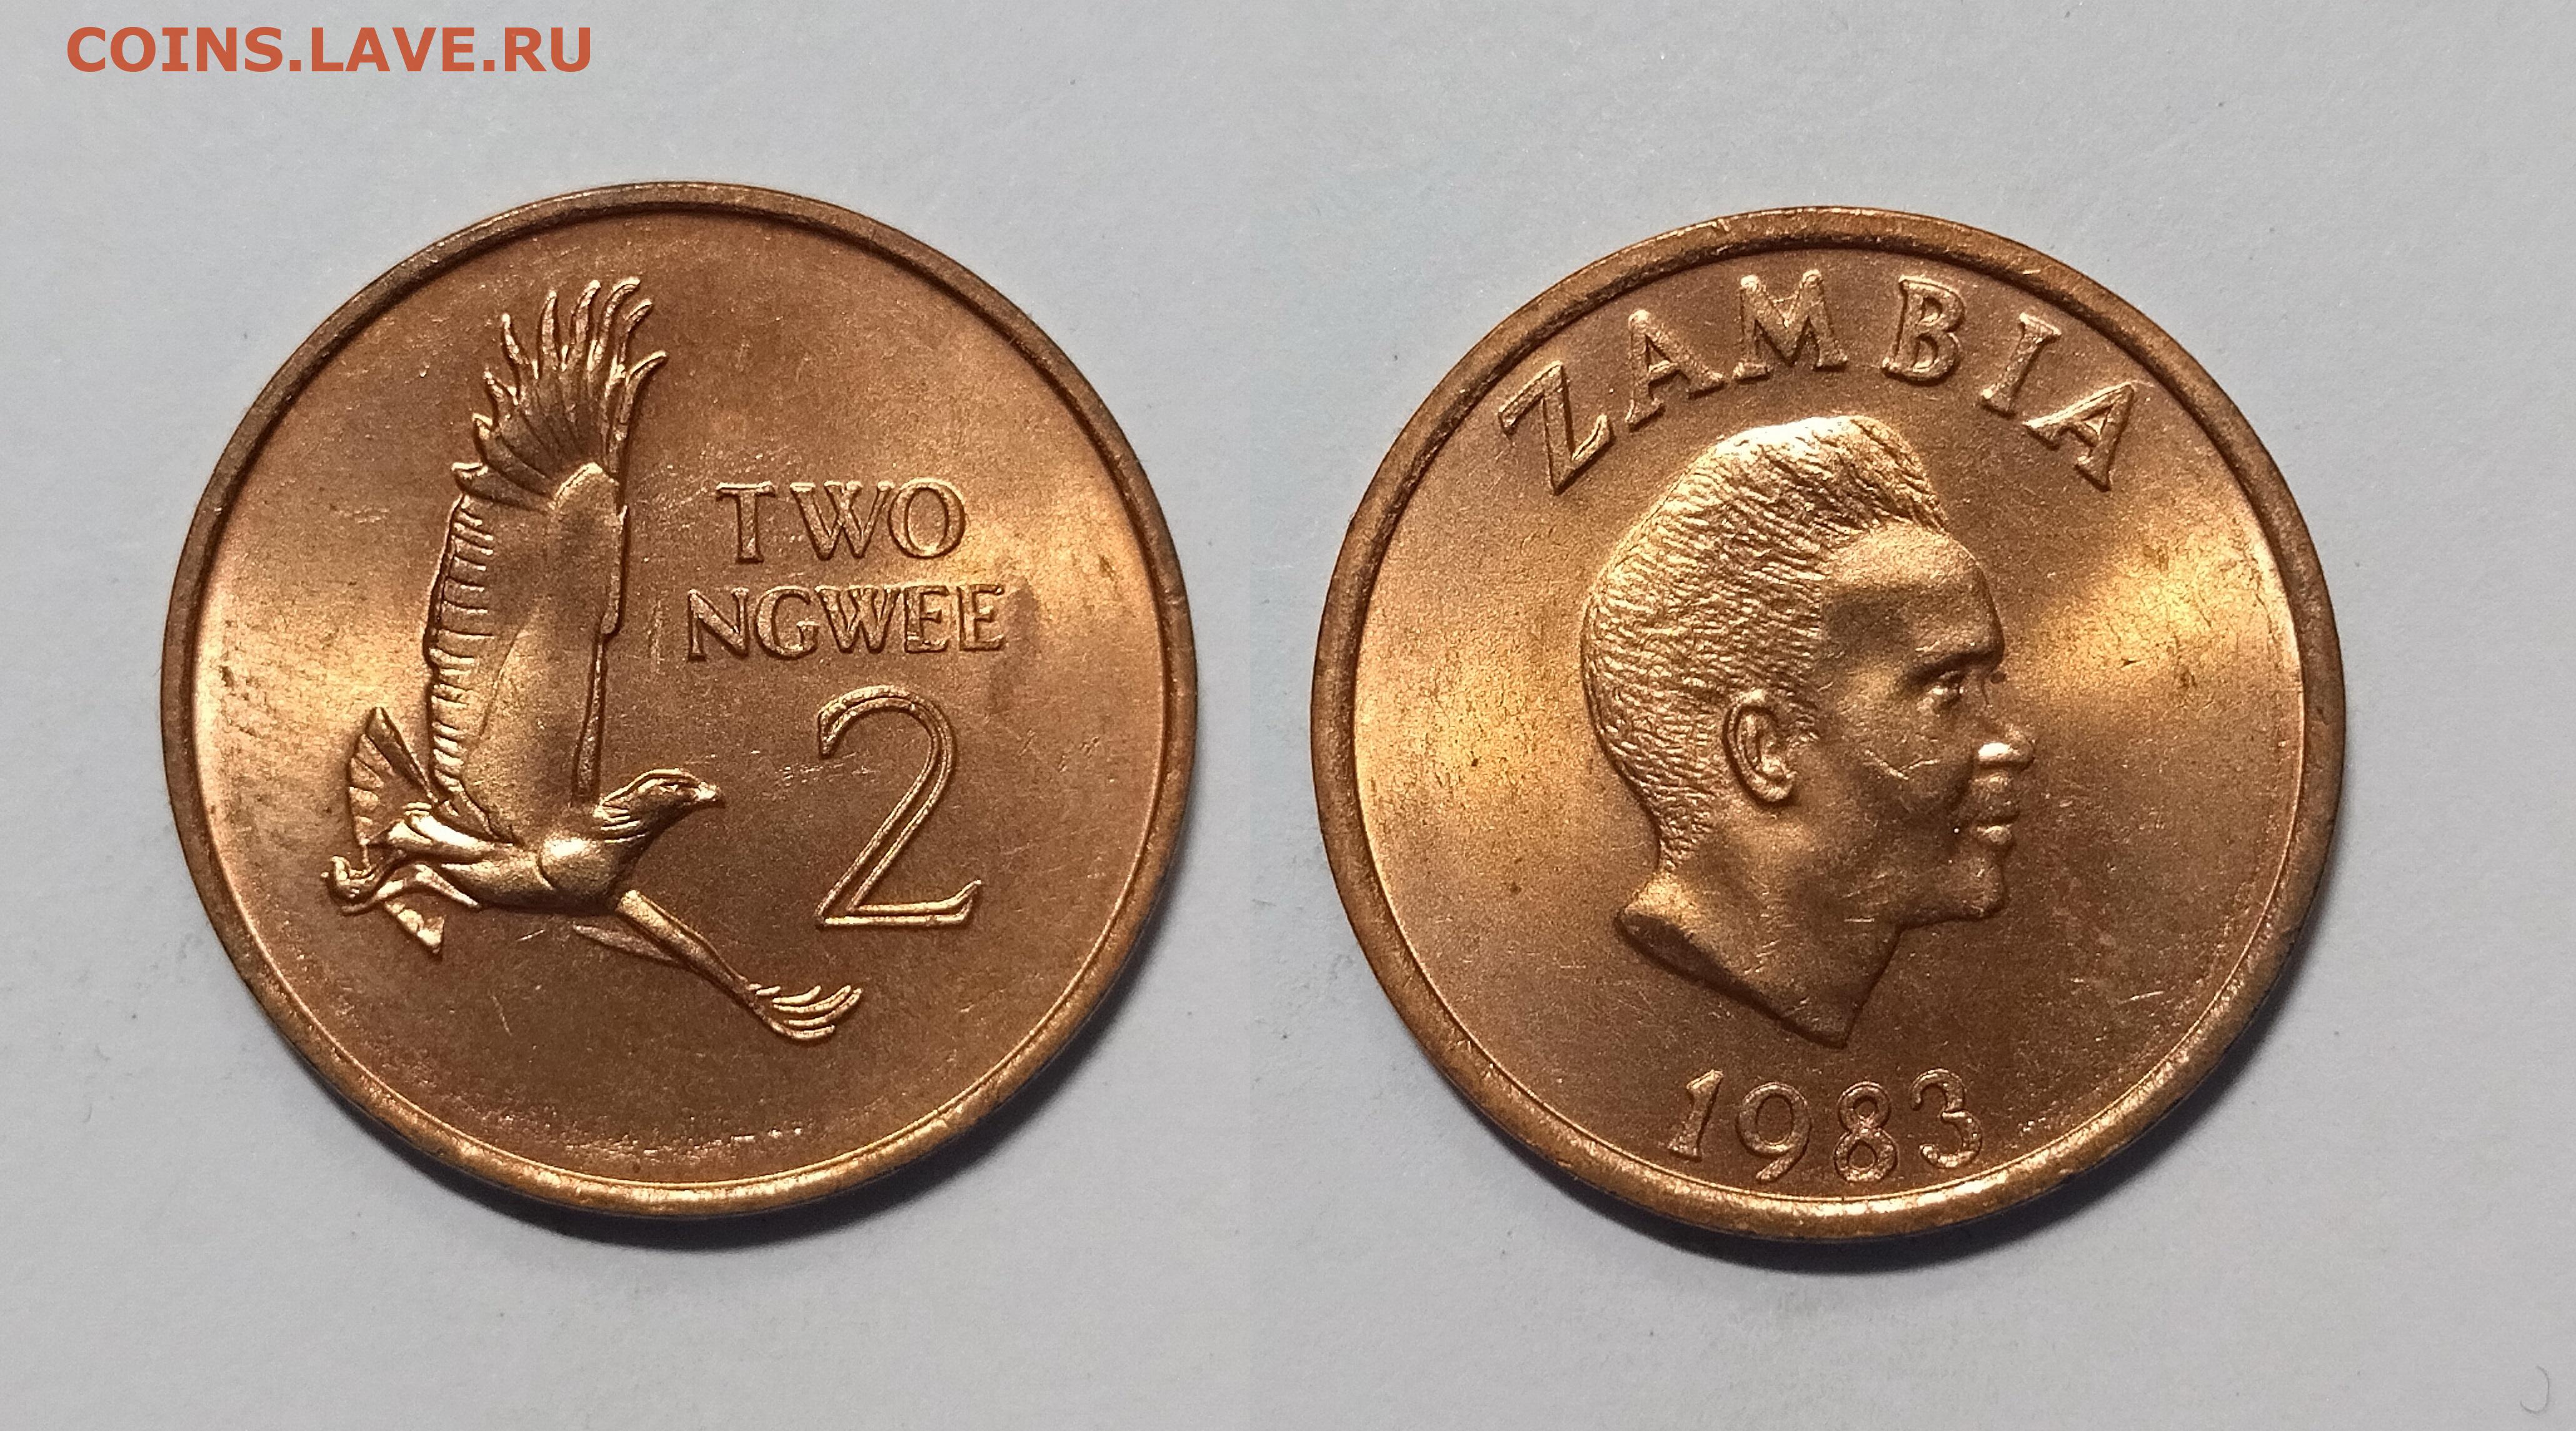 COINS.LAVE.RU
TWO
NGWEE
2
ZAMBIA
1983